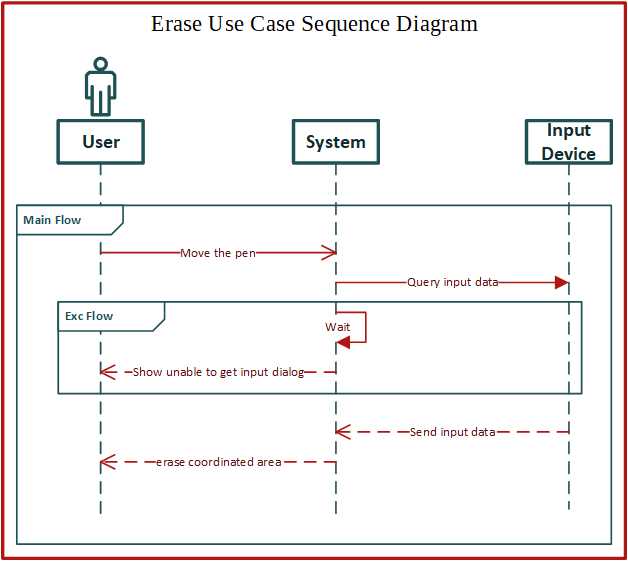 Erase Use Case Sequence Diagram
User
System
Input
Device
Main Flow
Move the pen
Query input data
Exc Flow
Wait
Show unable to get input dialog
Send input data
erase coordinated area